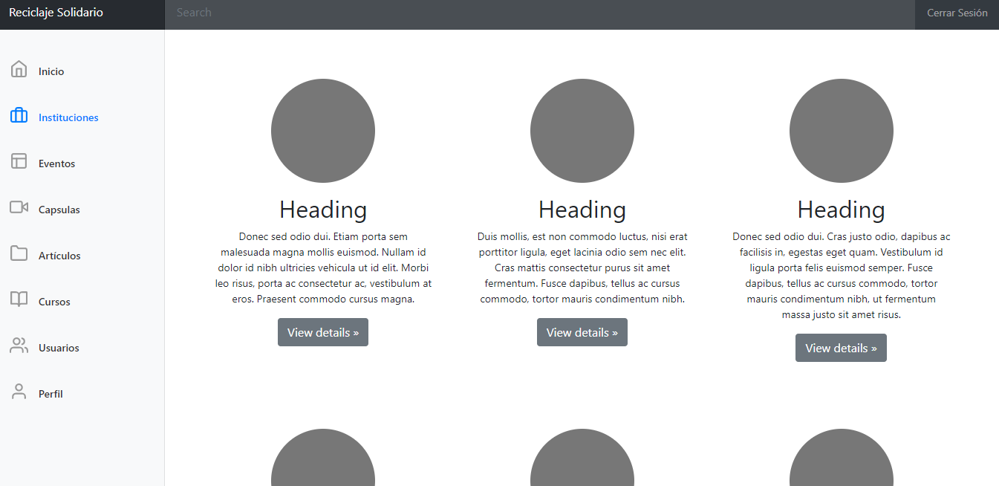 Reciclaje Solidario
Search
Cerrar Sesión
Inicio
Instituciones
Eventos
Capsulas
Artículos
Cursos
Usuarios
Perfil
Heading
Donec sed odio dui. Etiam porta sem
malesuada magna mollis euismod. Nullam id
dolor id nibh ultricies vehicula ut id elit. Morbi
leo risus, porta ac consectetur ac, vestibulum at
eros. Praesent commodo cursus magna.
View details »
Heading
Duis mollis, est non commodo luctus, nisi erat
porttitor ligula, eget lacinia odio sem nec elit.
Cras mattis consectetur purus sit amet
fermentum. Fusce dapibus, tellus ac cursus
commodo, tortor mauris condimentum nibh.
View details »
Heading
Donec sed odio dui. Cras justo odio, dapibus ac
facilisis in, egestas eget quam. Vestibulum id
ligula porta felis euismod semper. Fusce
dapibus, tellus ac cursus commodo, tortor
mauris condimentum nibh, ut fermentum
massa justo sit amet risus.
View details »